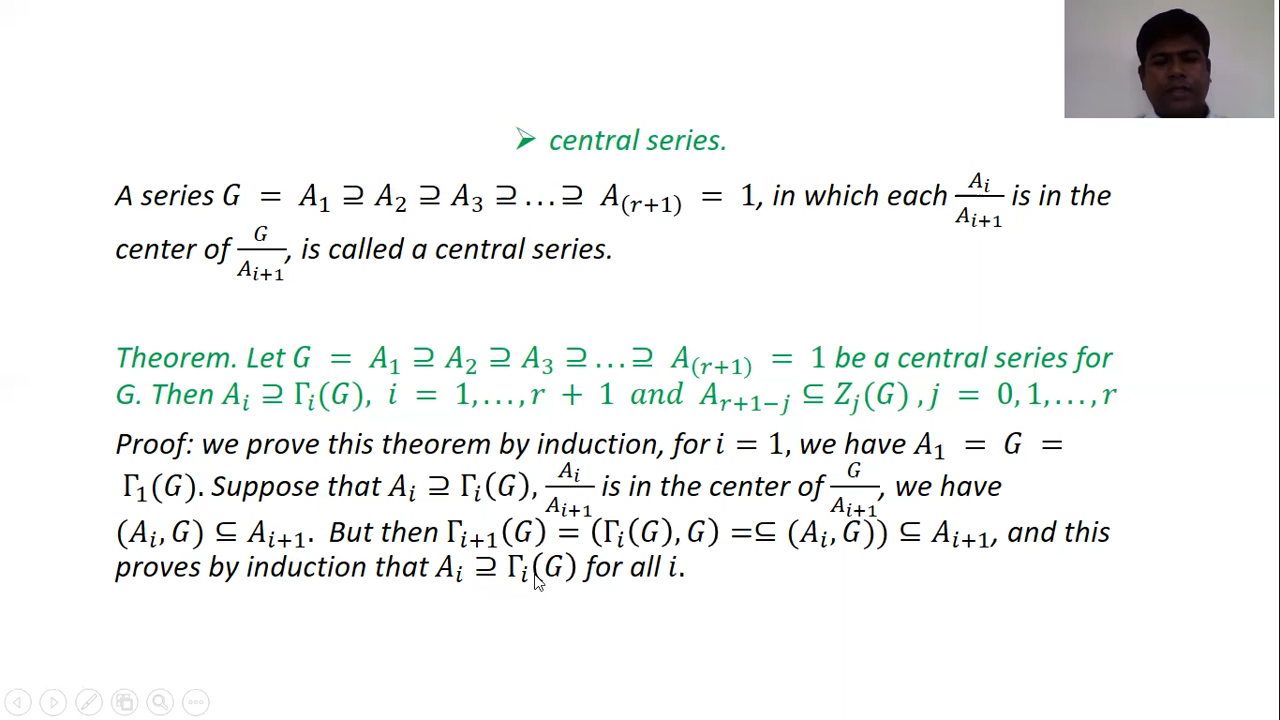 ➢ central series.
A series G = A₁ ⊇ A₂ ⊇ A₃ ⊇ … ⊇ A₍ᵣ₊₁₎ = 1, in which each Aᵢ/Aᵢ₊₁ is in the
center of G/Aᵢ₊₁, is called a central series.
Theorem. Let G = A₁ ⊇ A₂ ⊇ A₃ ⊇ … ⊇ A₍ᵣ₊₁₎ = 1 be a central series for
G. Then Aᵢ ⊇ Γᵢ(G), i = 1,…,r + 1 and Aᵣ₊₁₋ⱼ ⊆ Zⱼ(G) ,j = 0,1,…,r
Proof: we prove this theorem by induction, for i = 1, we have A₁ = G =
Γ₁(G). Suppose that Aᵢ ⊇ Γᵢ(G), Aᵢ/Aᵢ₊₁ is in the center of G/Aᵢ₊₁, we have
(Aᵢ, G) ⊆ Aᵢ₊₁. But then Γᵢ₊₁(G) = (Γᵢ(G), G) =⊆ (Aᵢ, G)) ⊆ Aᵢ₊₁, and this
proves by induction that Aᵢ ⊇ Γᵢ(G) for all i.